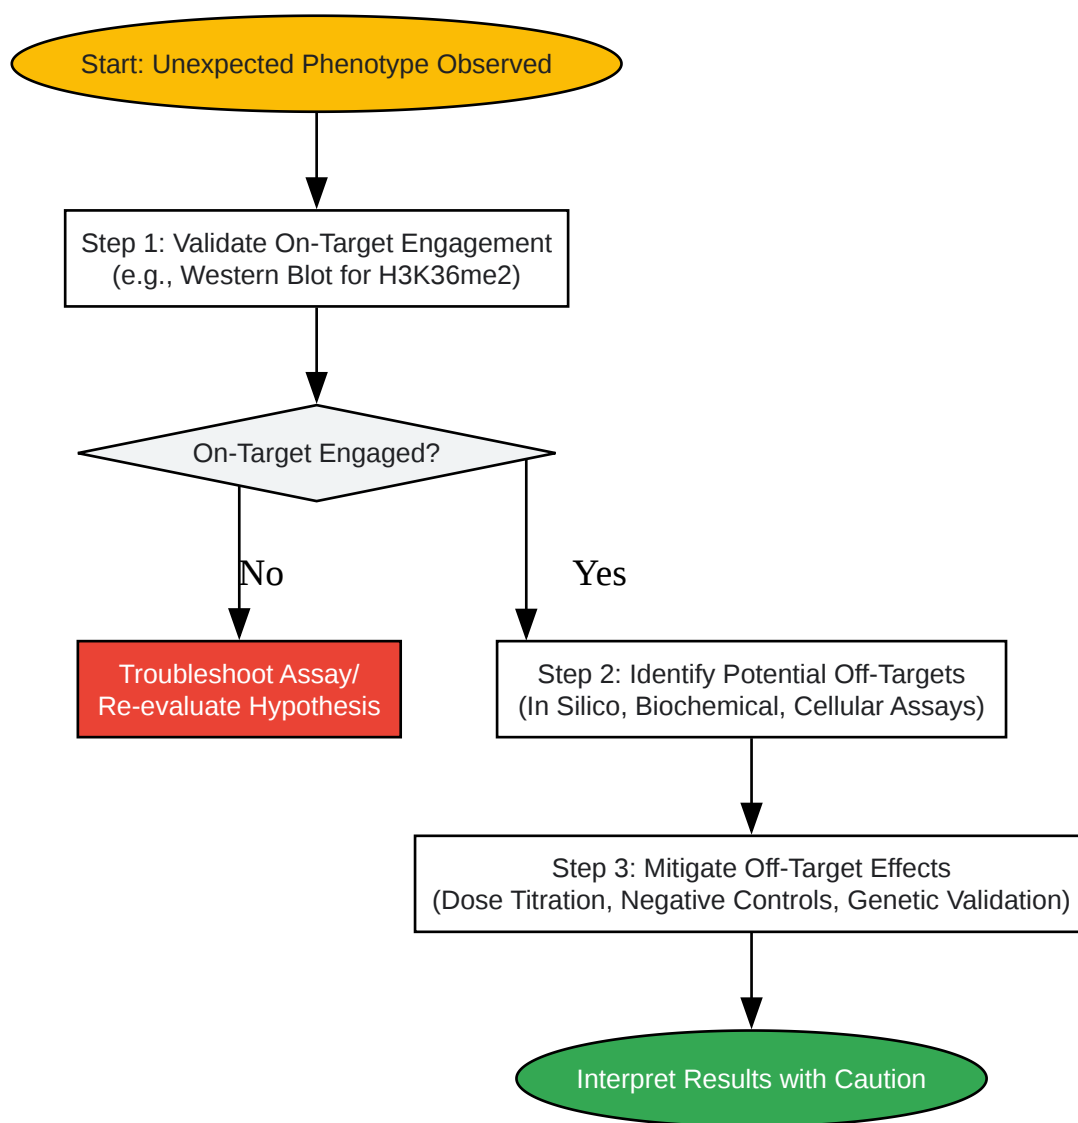 Start: Unexpected Phenotype Observed
Step 1: Validate On-Target Engagement
(e.g., Western Blot for H3K36me2)
On-Target Engaged?
No
Yes
Troubleshoot Assay/
Re-evaluate Hypothesis
Step 2: Identify Potential Off-Targets
(In Silico, Biochemical, Cellular Assays)
Step 3: Mitigate Off-Target Effects
(Dose Titration, Negative Controls, Genetic Validation)
Interpret Results with Caution